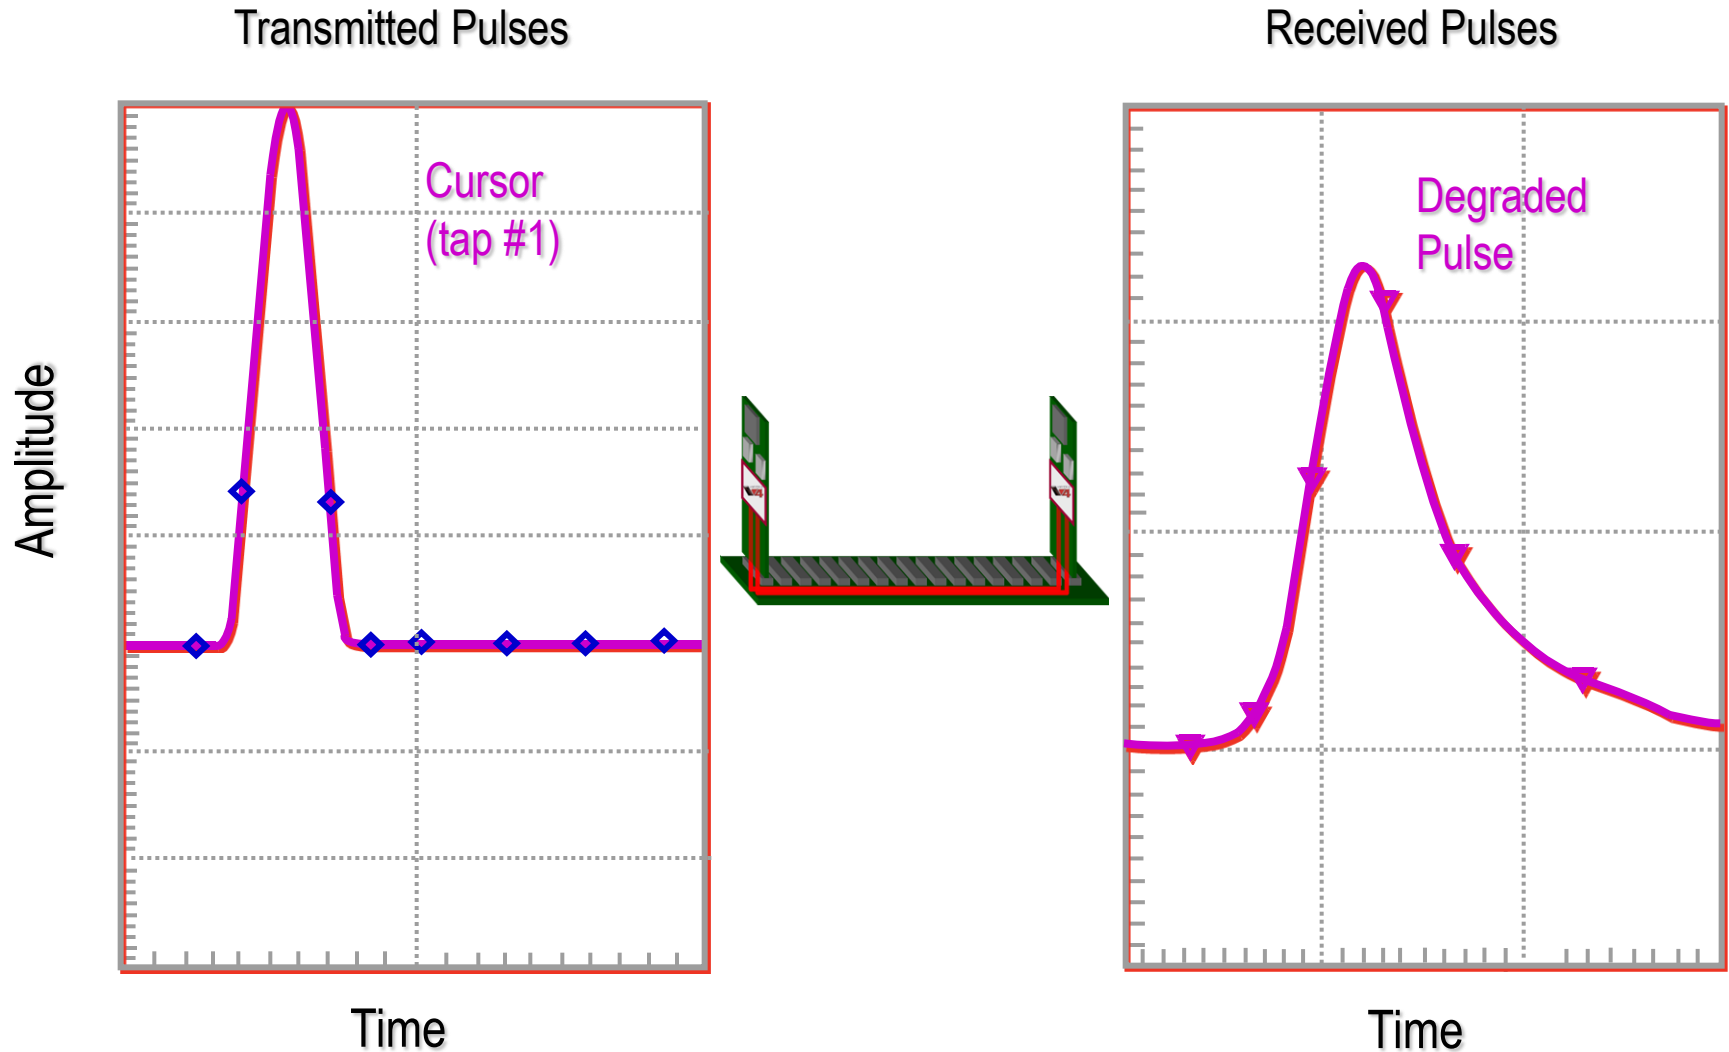 Transmitted Pulses
Received Pulses
Cursor
(tap #1)
Degraded
Pulse
Amplitude
Time
Time